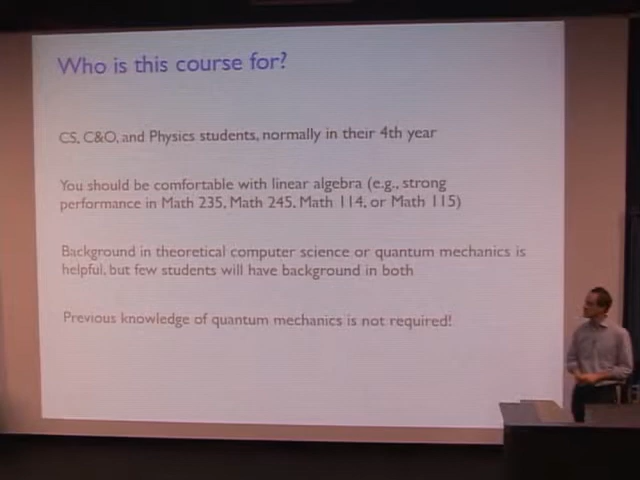 Who is this course for?
CS, C&O, and Physics students, normally in their 4th year
You should be comfortable with linear algebra (e.g., strong
performance in Math 235, Math 245, Math 114, or Math 115)
Background in theoretical computer science or quantum mechanics is
helpful, but few students will have background in both
Previous knowledge of quantum mechanics is not required!